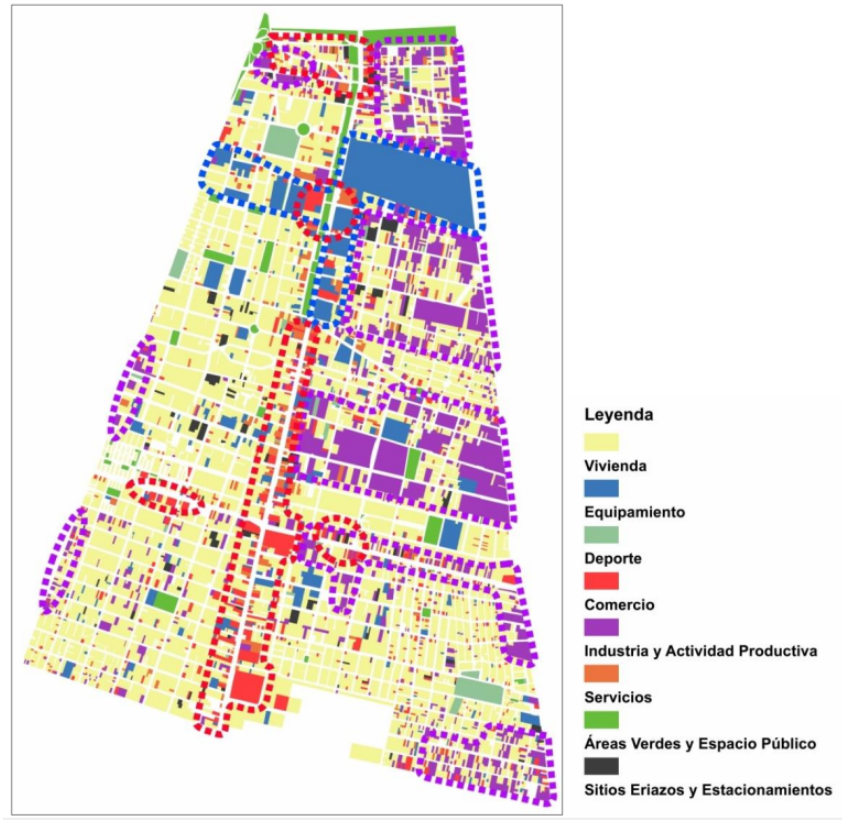 Leyenda
Vivienda
Equipamiento
Deporte
Comercio
Industria y Actividad Productiva
Servicios
Áreas Verdes y Espacio Público
Sitios Eriazos y Estacionamientos